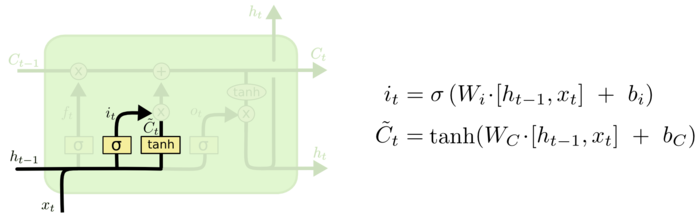 h_t
C_{t-1}
C_t
×
+
tanh
f_t
i_t
×
o_t
×
C̃_t
σ
σ
tanh
σ
h_{t-1}
h_t
x_t
i_t = σ (W_i·[h_{t-1}, x_t] + b_i)
C̃_t = tanh(W_C·[h_{t-1}, x_t] + b_C)